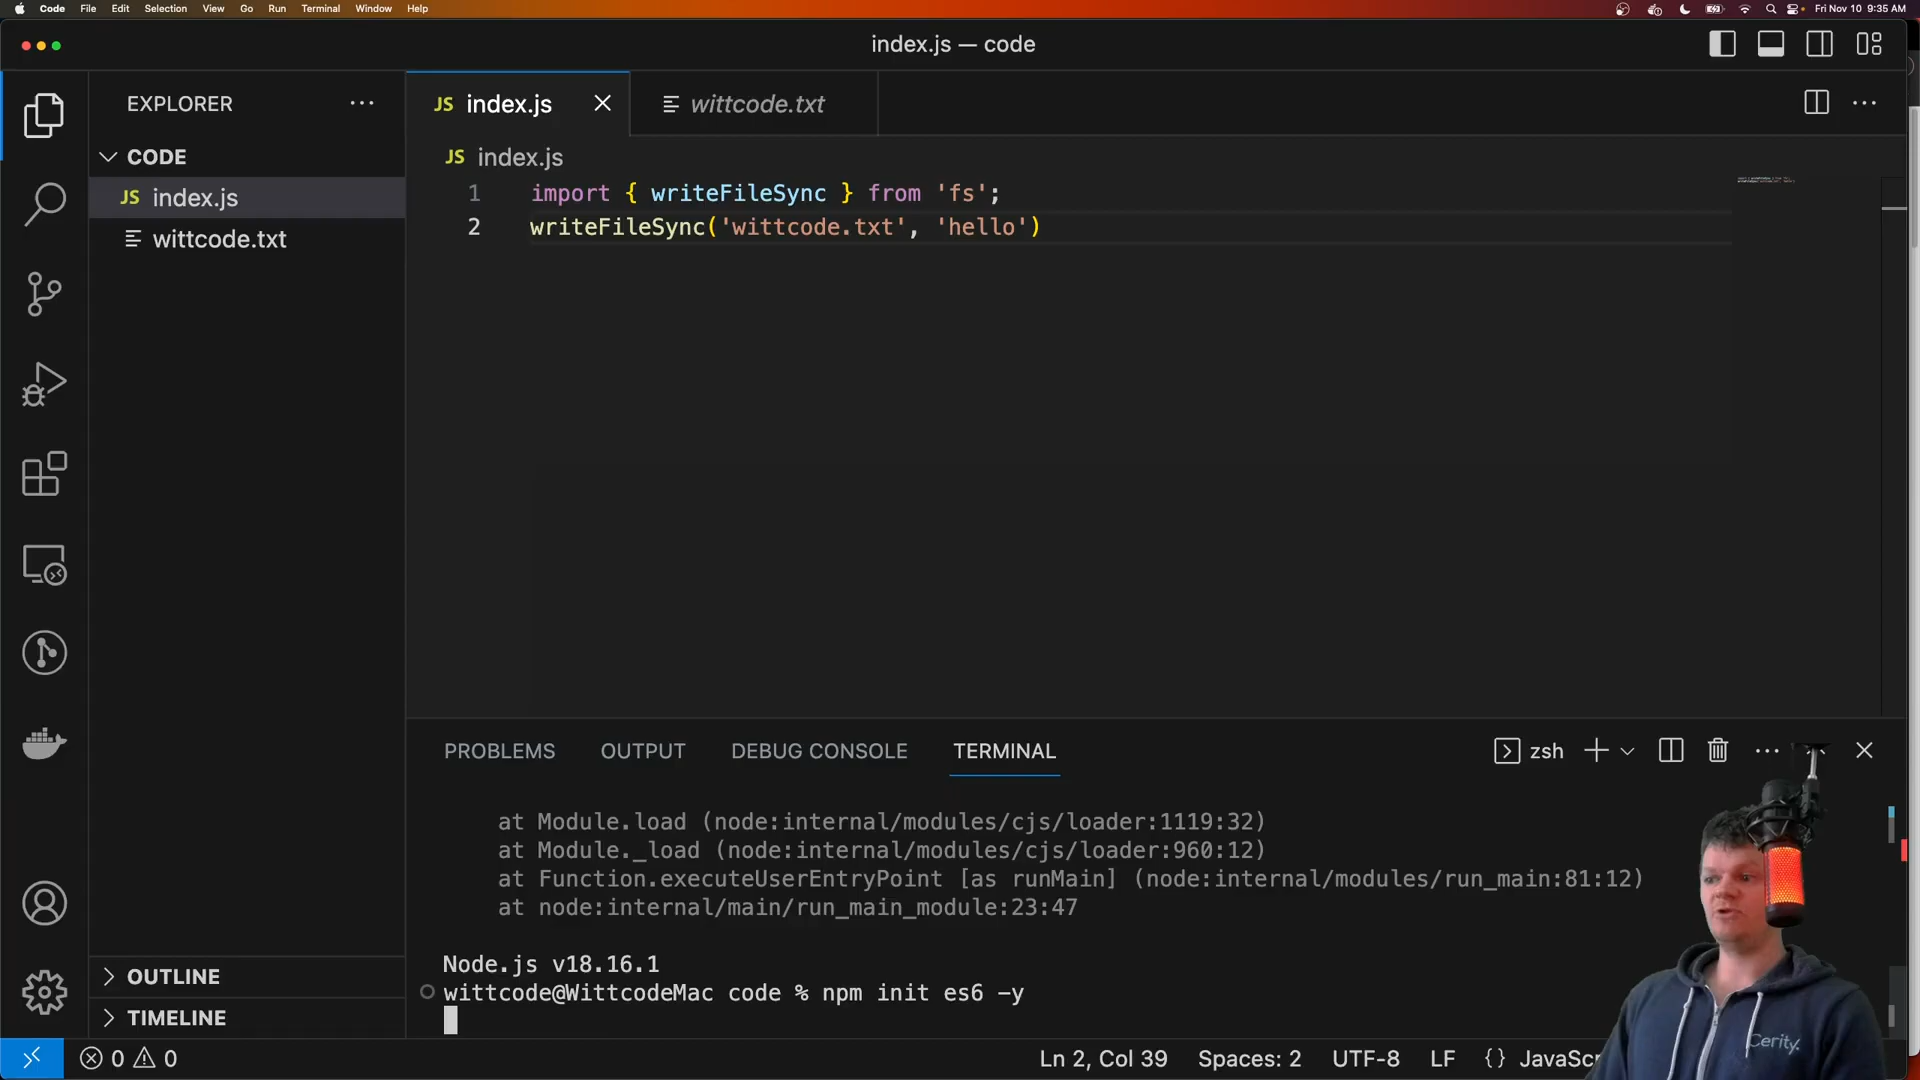 Code File Edit Selection View Go Run Terminal Window Help Fri Nov 10 9:35 AM
index.js — code
EXPLORER
JS index.js
wittcode.txt
CODE
JS index.js
JS index.js
wittcode.txt
1 import { writeFileSync } from 'fs';
2 writeFileSync('wittcode.txt', 'hello')
PROBLEMS OUTPUT DEBUG CONSOLE TERMINAL
zsh
at Module.load (node:internal/modules/cjs/loader:1119:32)
at Module._load (node:internal/modules/cjs/loader:960:12)
at Function.executeUserEntryPoint [as runMain] (node:internal/modules/run_main:81:12)
at node:internal/main/run_main_module:23:47
Node.js v18.16.1
wittcode@WittcodeMac code % npm init es6 -y
OUTLINE
TIMELINE
0 0
Ln 2, Col 39 Spaces: 2 UTF-8 LF {} JavaSc
Cerity.